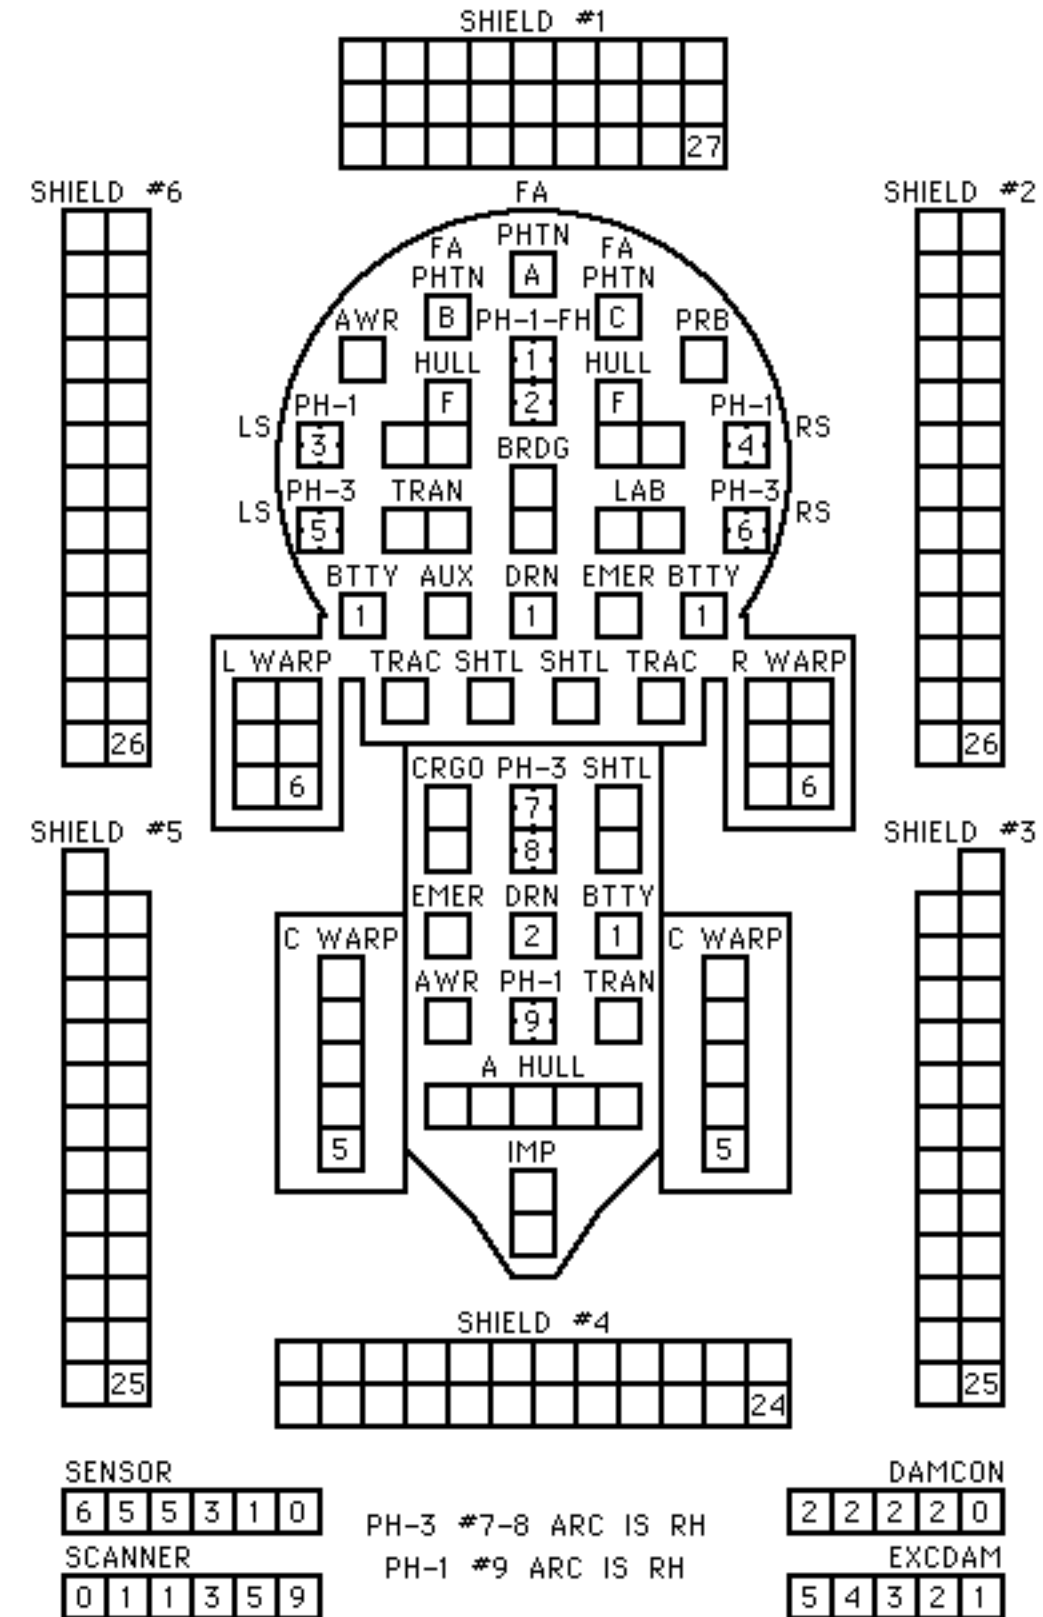 SHIELD #1
27
SHIELD #6
FA
SHIELD #2
FA PHTN FA
PHTN A PHTN
AWR B PH-1-FH C PRB
HULL 1 HULL
PH-1 F 2 F PH-1
LS 3 BRDG 4 RS
PH-3 TRAN LAB PH-3
LS 5 6 RS
BTTY AUX DRN EMER BTTY
1 1 1
L WARP TRAC SHTL SHTL TRAC R WARP
26 26
CRGO PH-3 SHTL
6 7 6
SHIELD #5 8 SHIELD #3
EMER DRN BTTY
C WARP 2 1 C WARP
AWR PH-1 TRAN
9
A HULL
5 IMP 5
SHIELD #4
25 25
24
SENSOR DAMCON
6 5 5 3 1 0 PH-3 #7-8 ARC IS RH 2 2 2 2 0
SCANNER PH-1 #9 ARC IS RH EXCDAM
0 1 1 3 5 9 5 4 3 2 1